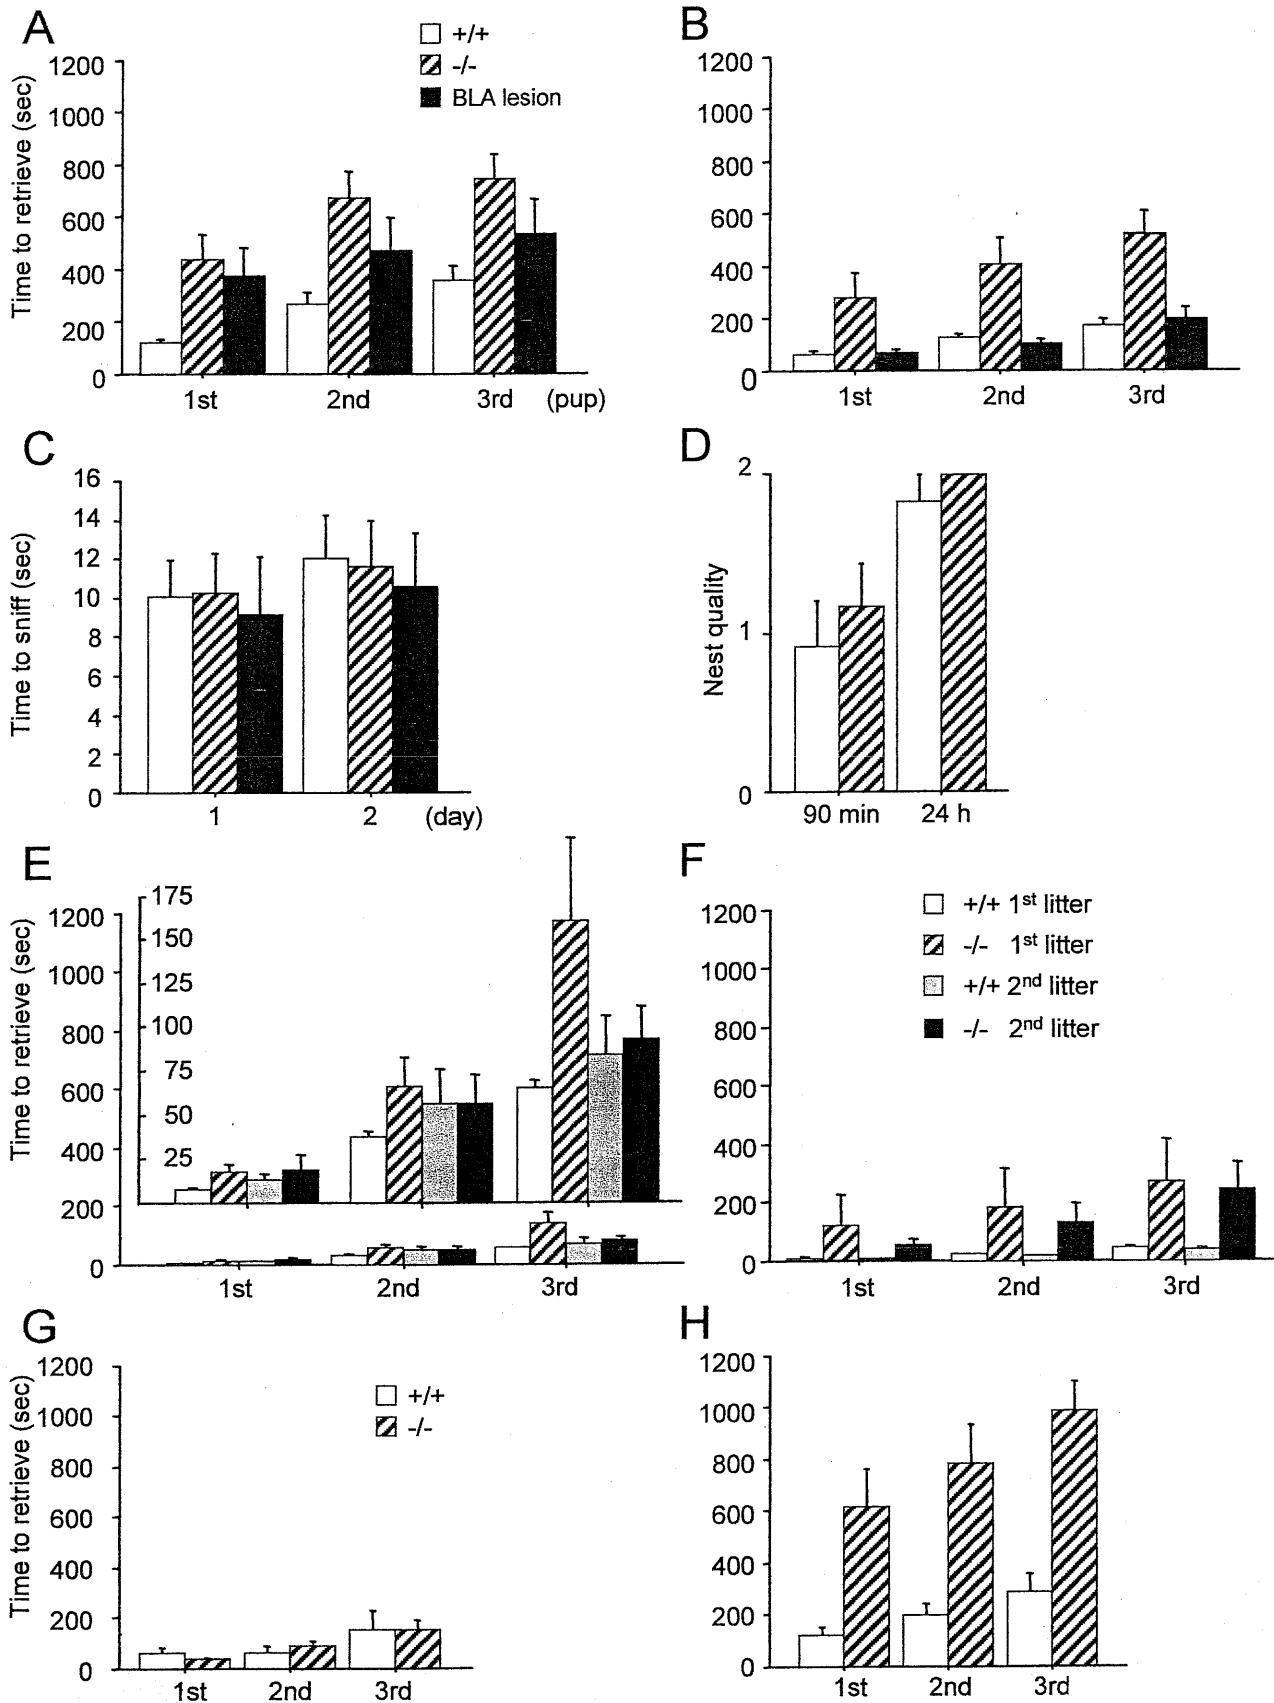 A
+/+
-/-
BLA lesion
Time to retrieve (sec)
1200
1000
800
600
400
200
0
1st 2nd 3rd (pup)
B
1200
1000
800
600
400
200
0
1st 2nd 3rd
C
Time to sniff (sec)
16
14
12
10
8
6
4
2
0
1 2 (day)
D
Nest quality
2
1
0
90 min 24 h
E
Time to retrieve (sec)
1200
1000
800
600
400
200
0
175
150
125
100
75
50
25
1st 2nd 3rd
F
+/+ 1st litter
-/- 1st litter
+/+ 2nd litter
-/- 2nd litter
1200
1000
800
600
400
200
0
1st 2nd 3rd
G
+/+
-/-
Time to retrieve (sec)
1200
1000
800
600
400
200
0
1st 2nd 3rd
H
1200
1000
800
600
400
200
0
1st 2nd 3rd